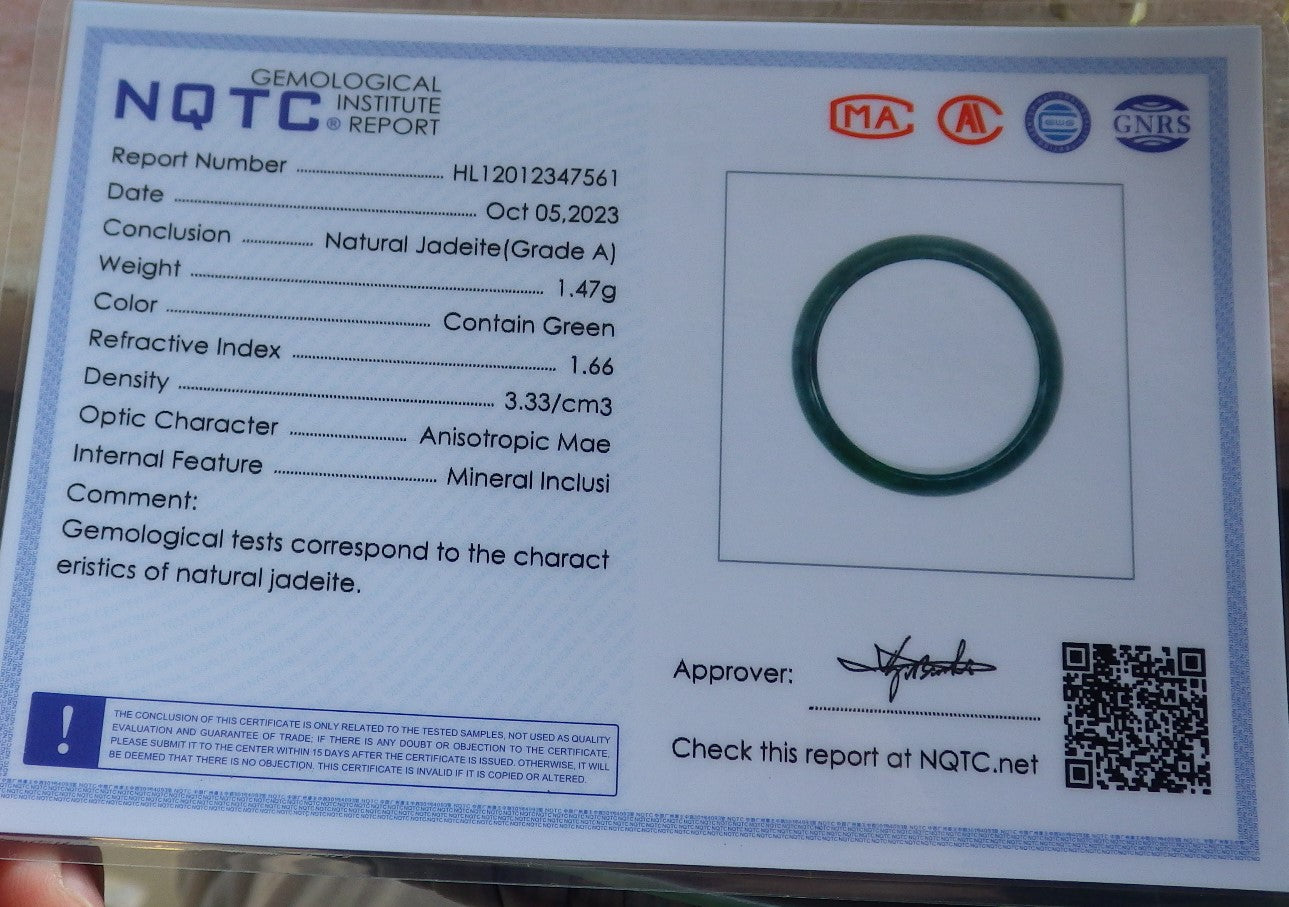 NQTC® GEMOLOGICAL
INSTITUTE
REPORT
Report Number ........ HL12012347561
Date ........ Oct 05,2023
Conclusion ........ Natural Jadeite(Grade A)
Weight ........ 1.47g
Color ........ Contain Green
Refractive Index ........ 1.66
Density ........ 3.33/cm3
Optic Character ........ Anisotropic Mae
Internal Feature ........ Mineral Inclusi
Comment:
Gemological tests correspond to the charact
eristics of natural jadeite.
! THE CONCLUSION OF THIS CERTIFICATE IS ONLY RELATED TO THE TESTED SAMPLES, NOT USED AS QUALITY
EVALUATION AND GUARANTEE OF TRADE; IF THERE IS ANY DOUBT OR OBJECTION TO THE CERTIFICATE,
PLEASE SUBMIT IT TO THE CENTER WITHIN 15 DAYS AFTER THE CERTIFICATE IS ISSUED. OTHERWISE, IT WILL
BE DEEMED THAT THERE IS NO OBJECTION. THIS CERTIFICATE IS INVALID IF IT IS COPIED OR ALTERED.
MA
GNRS
Approver:
Check this report at NQTC.net